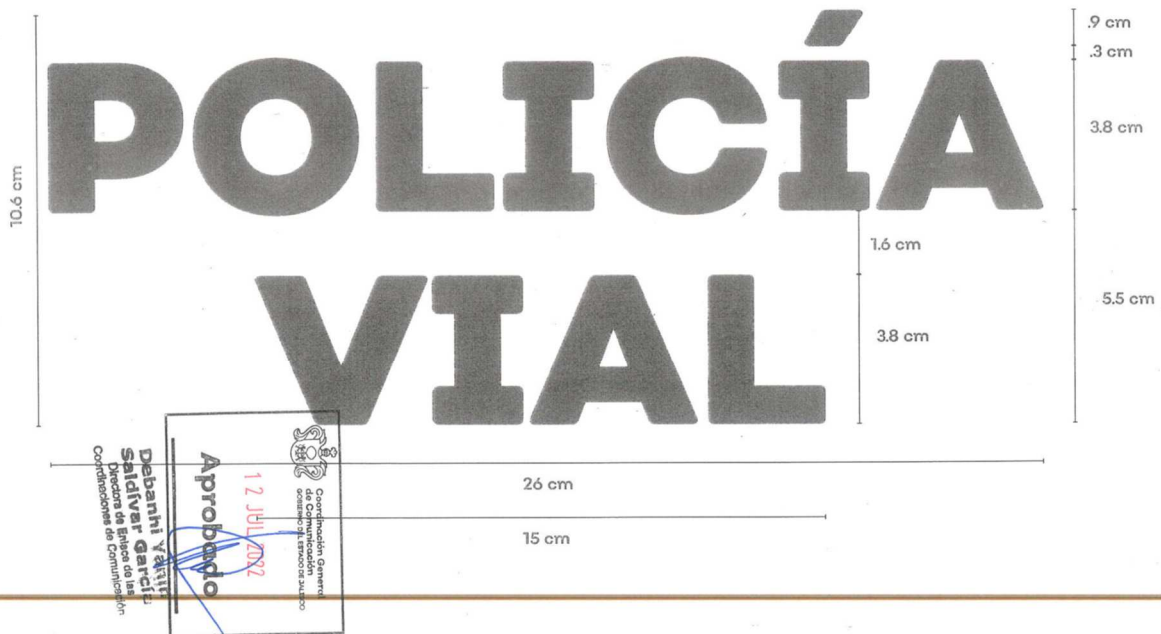 POLICÍA
VIAL
.9 cm
.3 cm
3.8 cm
10.6 cm
1.6 cm
3.8 cm
5.5 cm
26 cm
15 cm
Coordinación General
de Comunicación
GOBIERNO DEL ESTADO DE JALISCO
12 JUL 2022
Aprobado
Debanhi
Saldívar García
Directora de Enlace de las
Coordinaciones de Comunicación